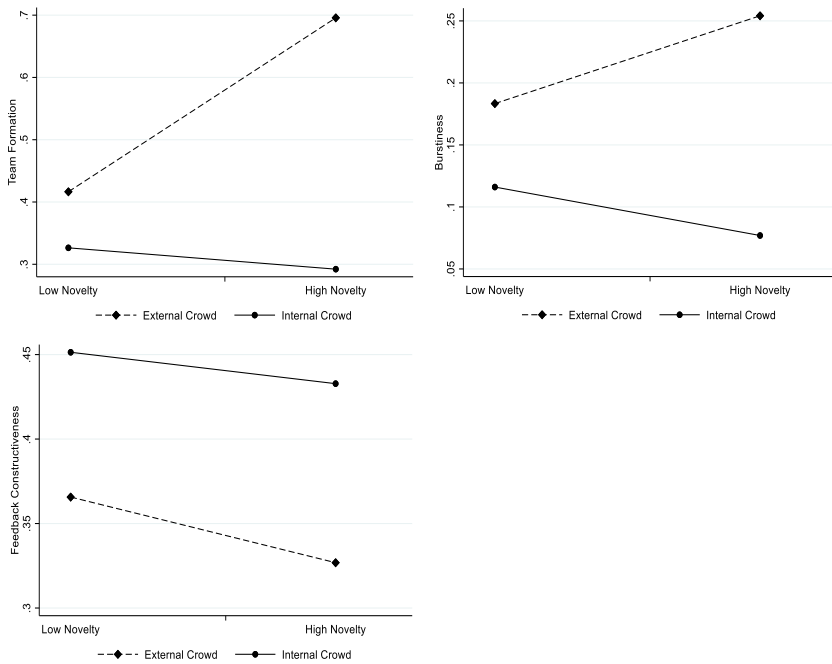 Team Formation
.7
.6
.5
.4
.3
Low Novelty
High Novelty
External Crowd
Internal Crowd
Burstiness
.25
.2
.15
.1
.05
Low Novelty
High Novelty
External Crowd
Internal Crowd
Feedback Constructiveness
.45
.4
.35
.3
Low Novelty
High Novelty
External Crowd
Internal Crowd